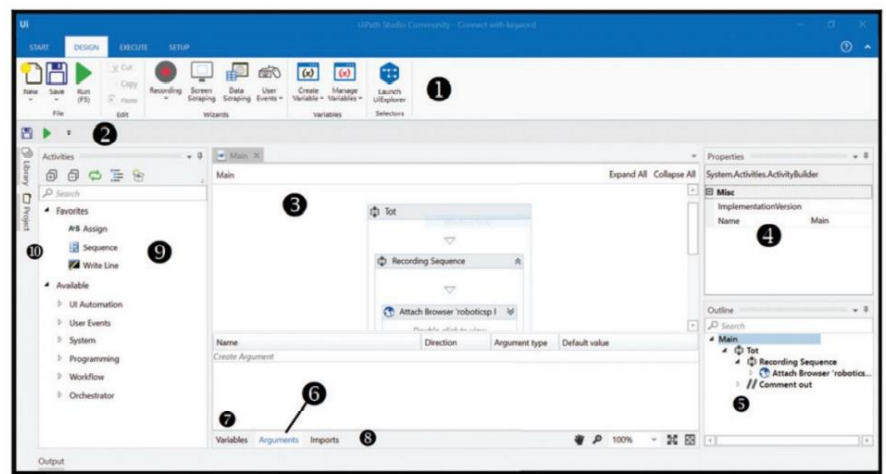 Ui
UiPath Studio Community - Connect with keyword
START DESIGN EXECUTE SETUP
Cut
Copy
Paste
New Save Run (F5)
Recording Screen Scraping Data Scraping User Events
Create Variable Manage Variables
Launch UiExplorer
File Edit Wizards Variables Selectors
1
2
Library
Project
10
Activities
Search
Favorites
A+B Assign
Sequence
Write Line
9
Available
UI Automation
User Events
System
Programming
Workflow
Orchestrator
Main
Main Expand All Collapse All
3
Tot
Recording Sequence
Attach Browser 'roboticsp I
Double-click to view
Name Direction Argument type Default value
Create Argument
6
7
8
Variables Arguments Imports 100%
Properties
System.Activities.ActivityBuilder
Misc
ImplementationVersion
Name Main
4
Outline
Search
Main
Tot
Recording Sequence
Attach Browser 'robotics...
// Comment out
5
Output